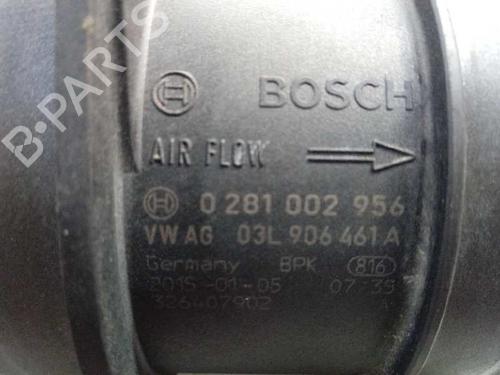 BOSCH
AIR FLOW
0 281 002 956
VW AG 03L 906 461 A
Germany BPK 816
2015-01-05 07:35
326407902
B-PARTS